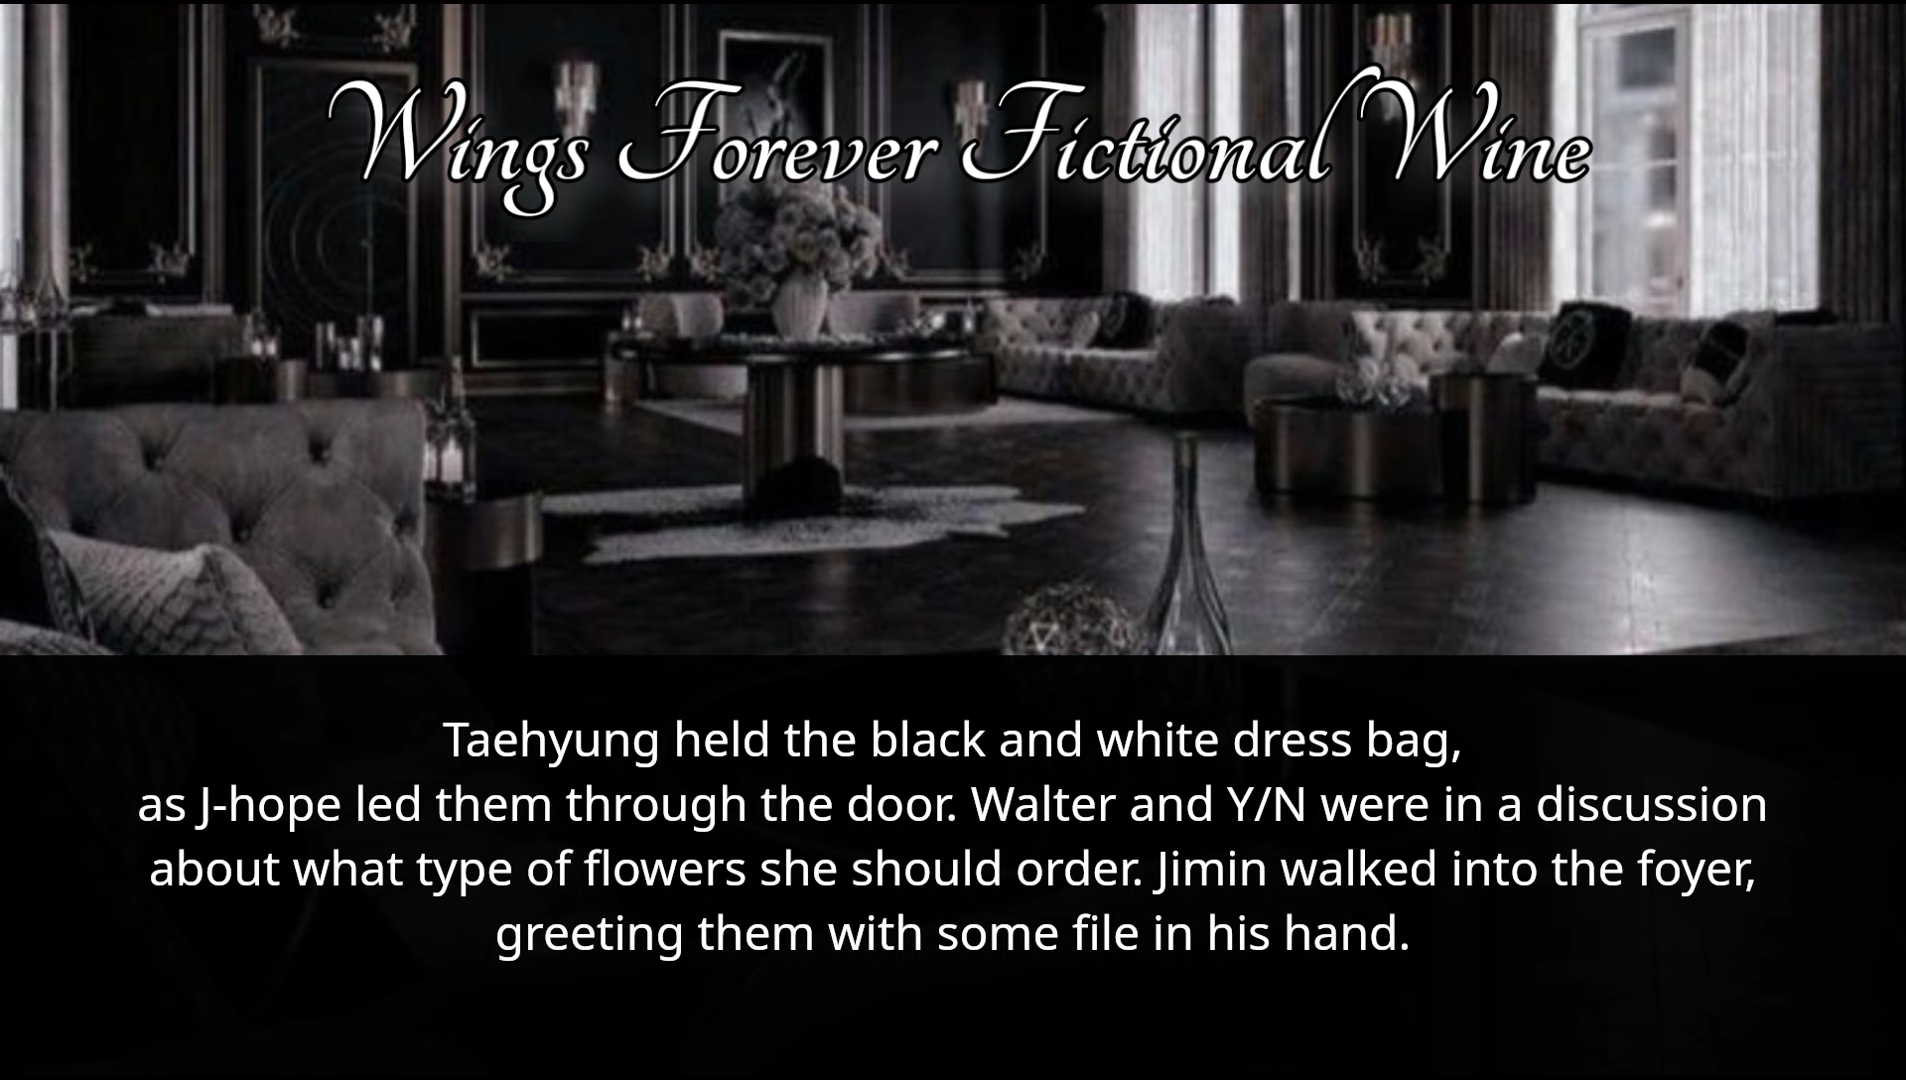 Wings Forever Fictional Wine
Taehyung held the black and white dress bag,
as J-hope led them through the door. Walter and Y/N were in a discussion
about what type of flowers she should order. Jimin walked into the foyer,
greeting them with some file in his hand.